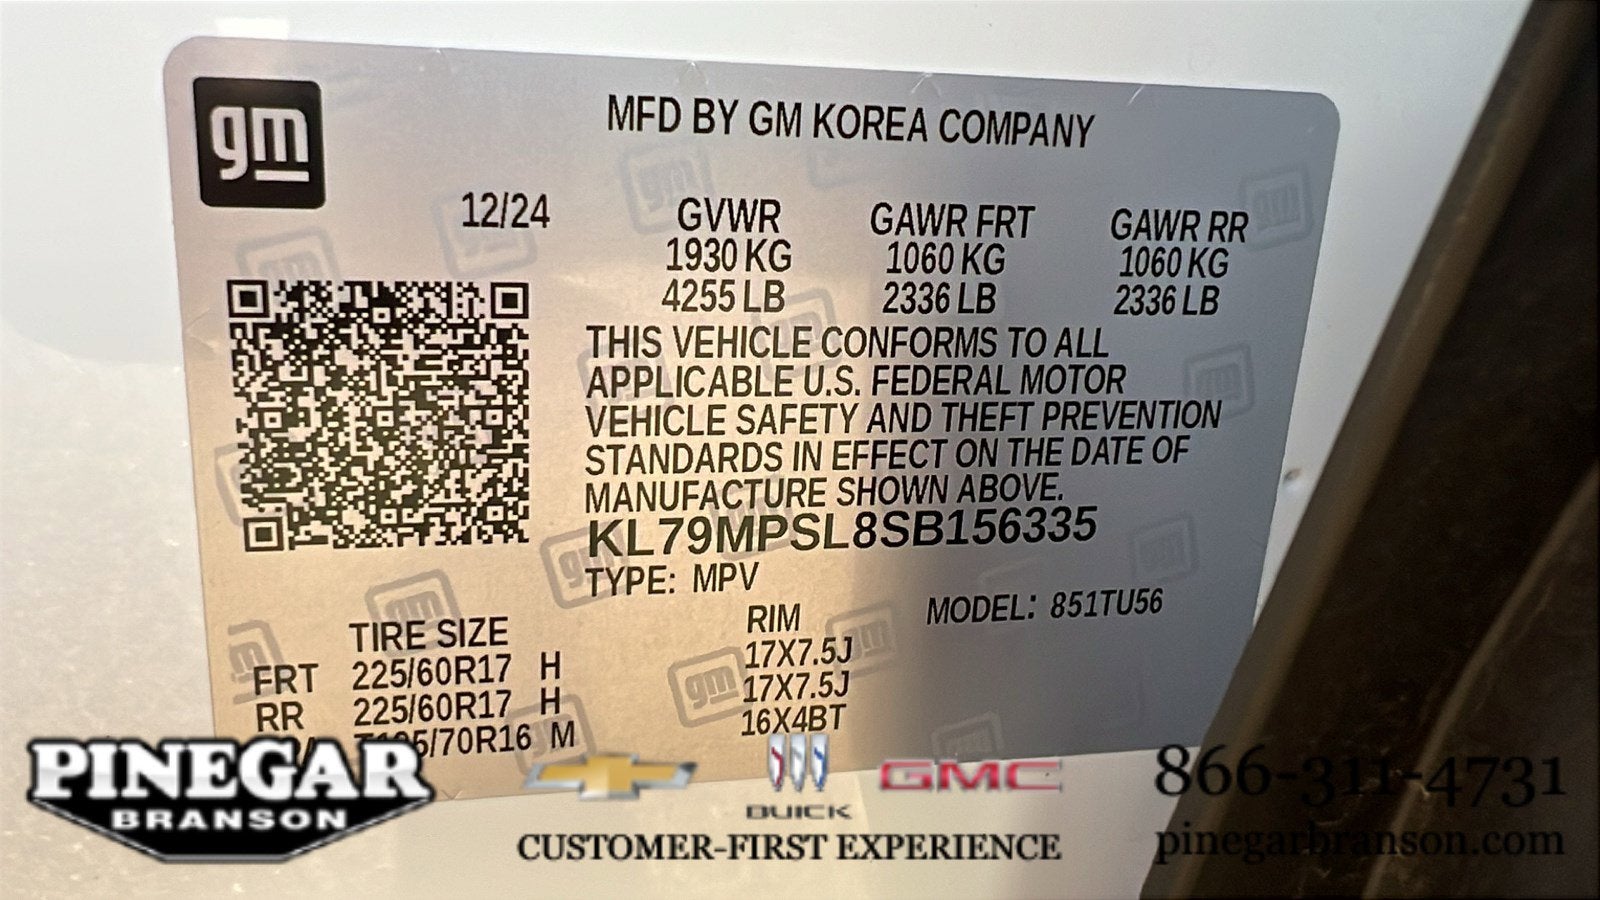 gm
MFD BY GM KOREA COMPANY
12/24
GVWR GAWR FRT GAWR RR
1930 KG 1060 KG 1060 KG
4255 LB 2336 LB 2336 LB
THIS VEHICLE CONFORMS TO ALL
APPLICABLE U.S. FEDERAL MOTOR
VEHICLE SAFETY AND THEFT PREVENTION
STANDARDS IN EFFECT ON THE DATE OF
MANUFACTURE SHOWN ABOVE.
KL79MPSL8SB156335
TYPE: MPV
MODEL: 851TU56
TIRE SIZE RIM
FRT 225/60R17 H 17X7.5J
RR 225/60R17 H 17X7.5J
/70R16 M 16X4BT
PINEGAR
BRANSON
BUICK
GMC
CUSTOMER-FIRST EXPERIENCE
866-311-4731
pinegarbranson.com